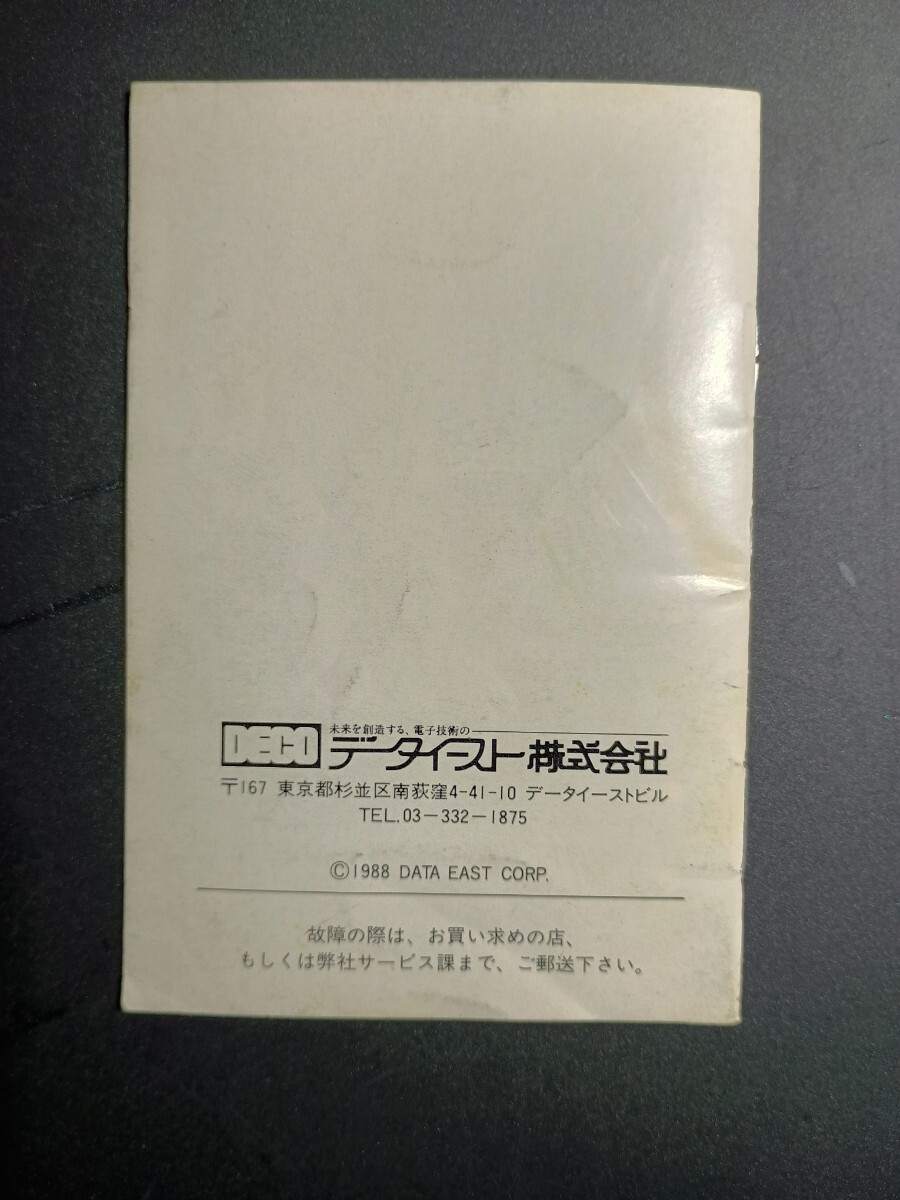 DECO 未来を創造する、電子技術の
データイースト株式会社
〒167 東京都杉並区南荻窪4-41-10 データイーストビル
TEL.03-332-1875
©1988 DATA EAST CORP.
故障の際は、お買い求めの店、
もしくは弊社サービス課まで、ご郵送下さい。